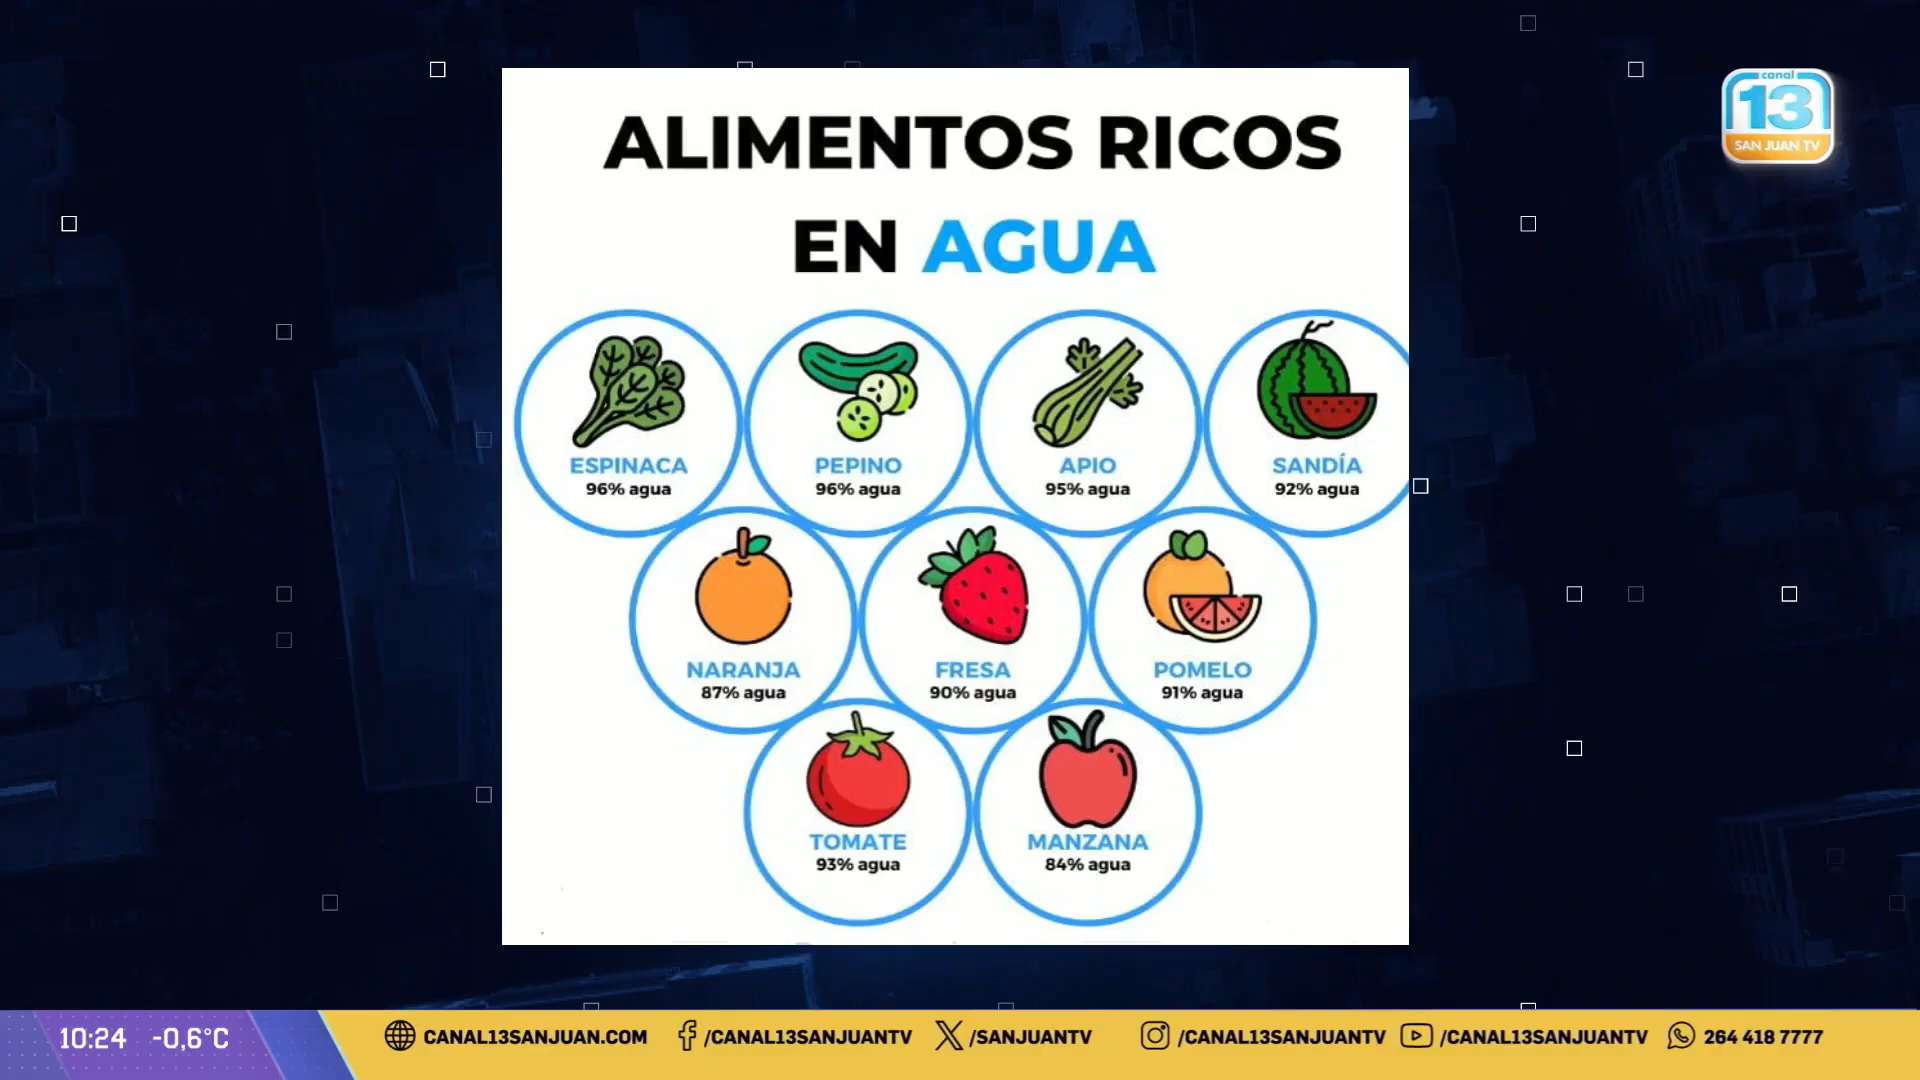 canal
13
SAN JUAN TV
ALIMENTOS RICOS
EN AGUA
ESPINACA
96% agua
PEPINO
96% agua
APIO
95% agua
SANDÍA
92% agua
NARANJA
87% agua
FRESA
90% agua
POMELO
91% agua
TOMATE
93% agua
MANZANA
84% agua
10:24 -0,6°C
CANAL13SANJUAN.COM
/CANAL13SANJUANTV
/SANJUANTV
/CANAL13SANJUANTV
/CANAL13SANJUANTV
264 418 7777